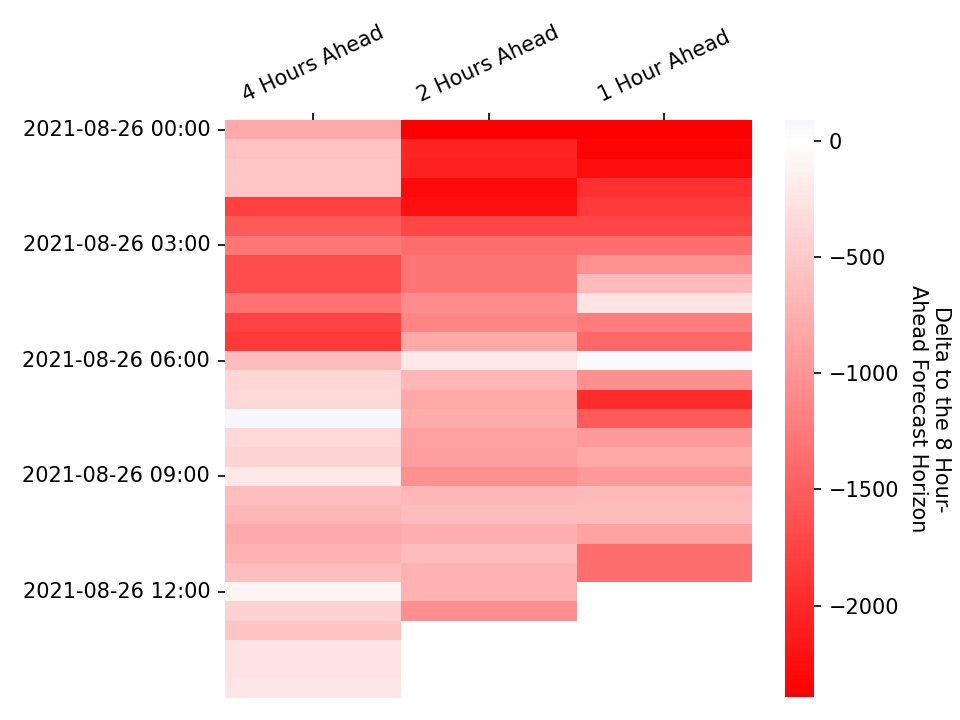 4 Hours Ahead
2 Hours Ahead
1 Hour Ahead
2021-08-26 00:00
2021-08-26 03:00
2021-08-26 06:00
2021-08-26 09:00
2021-08-26 12:00
0
−500
−1000
−1500
−2000
Delta to the 8 Hour-
Ahead Forecast Horizon